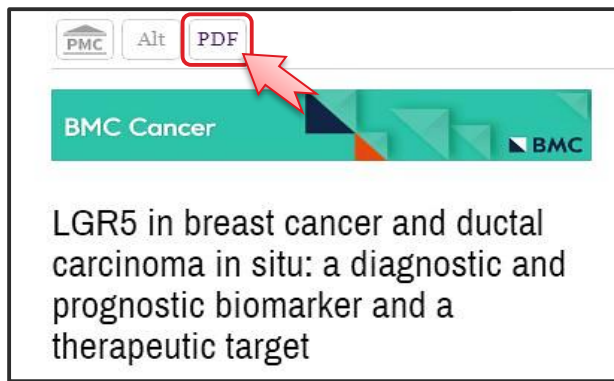 PMC Alt PDF
BMC Cancer
BMC
LGR5 in breast cancer and ductal
carcinoma in situ: a diagnostic and
prognostic biomarker and a
therapeutic target